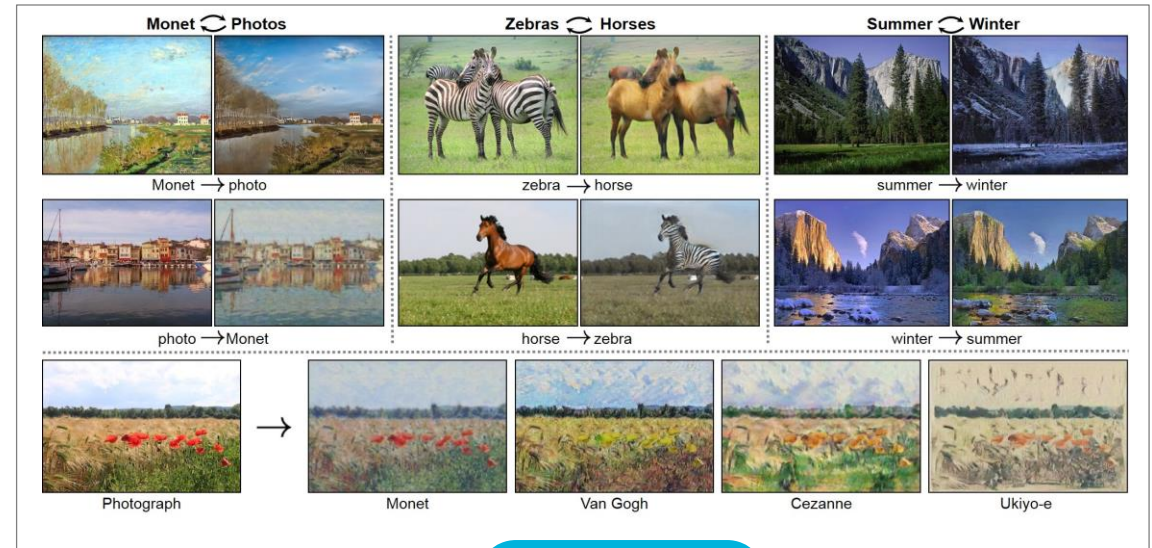 Monet Photos
Zebras Horses
Summer Winter
Monet → photo
zebra → horse
summer → winter
photo → Monet
horse → zebra
winter → summer
Photograph
Monet
Van Gogh
Cezanne
Ukiyo-e